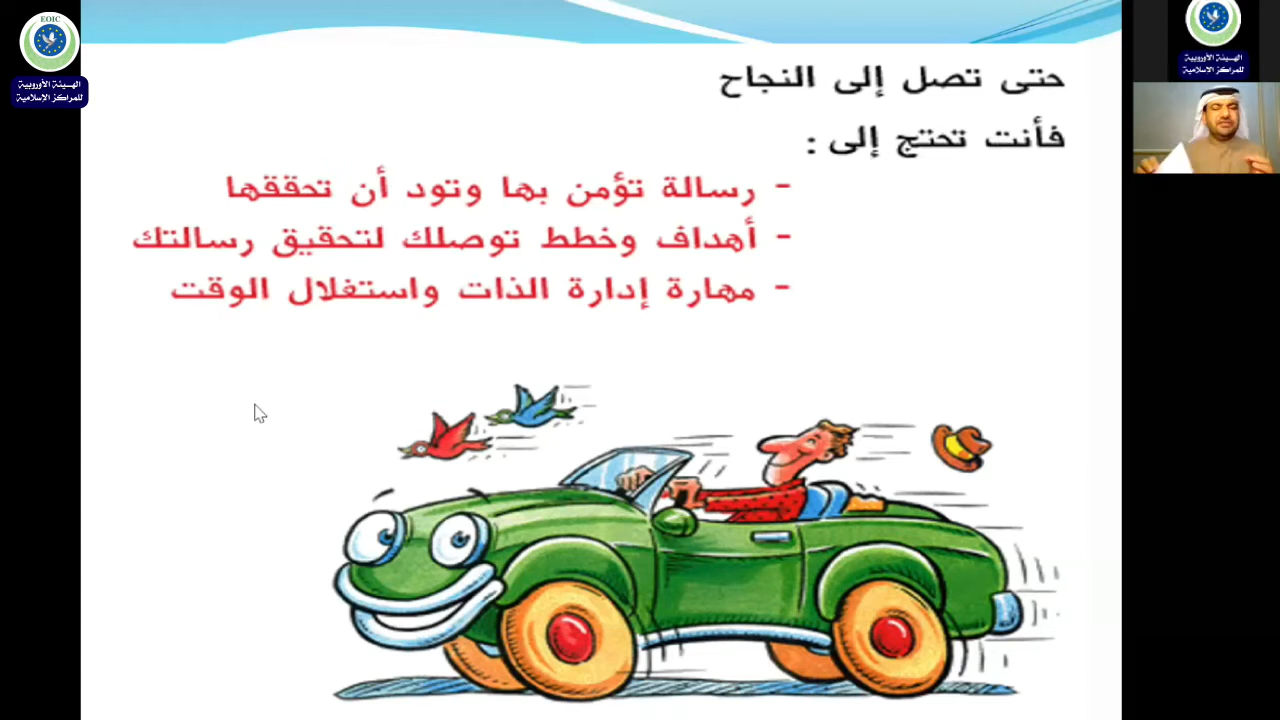 EOIC
الهيئة الأوروبية
للمراكز الإسلامية
حتى تصل إلى النجاح
فأنت تحتج إلى :
- رسالة تؤمن بها وتود أن تحققها
- أهداف وخطط توصلك لتحقيق رسالتك
- مهارة إدارة الذات واستغلال الوقت
الهيئة الأوروبية
للمراكز الاسلامية